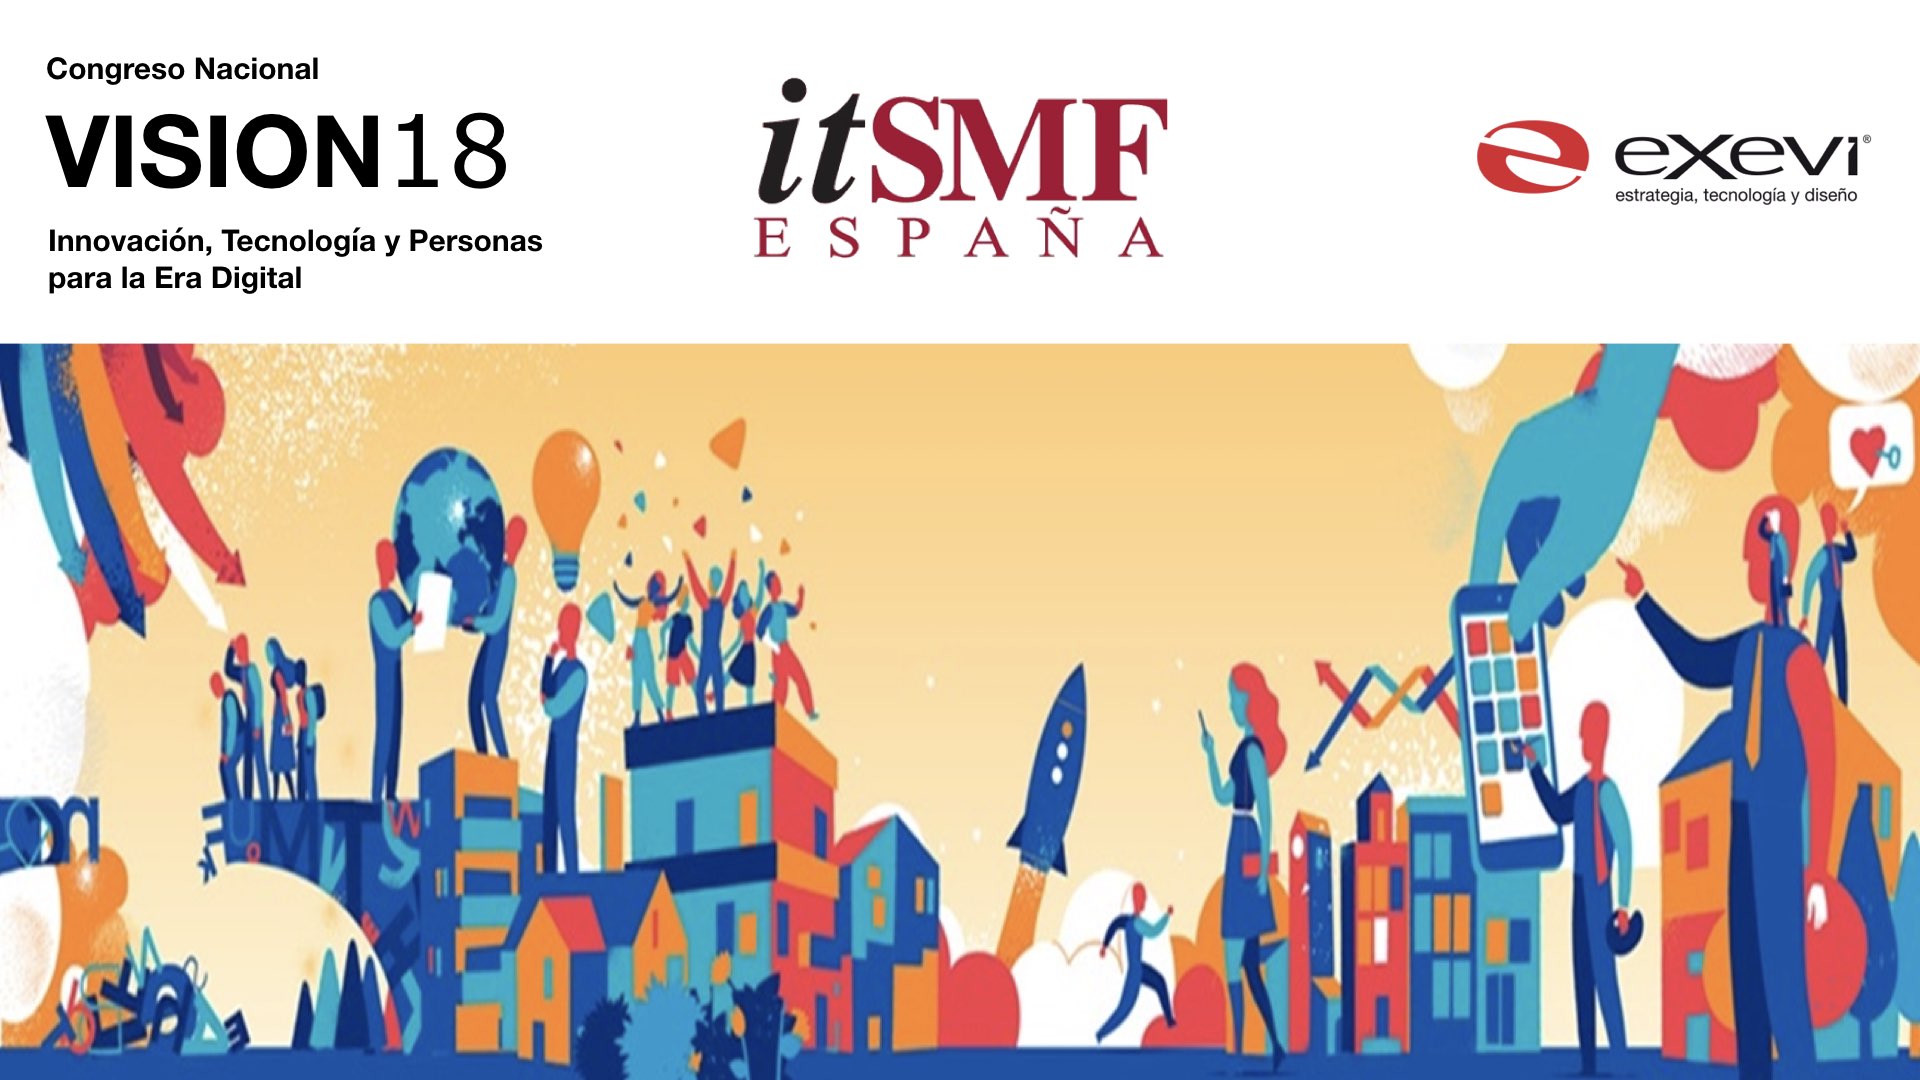 Congreso Nacional
VISION18
Innovación, Tecnología y Personas
para la Era Digital
itSMF
ESPAÑA
exevi®
estrategia, tecnología y diseño